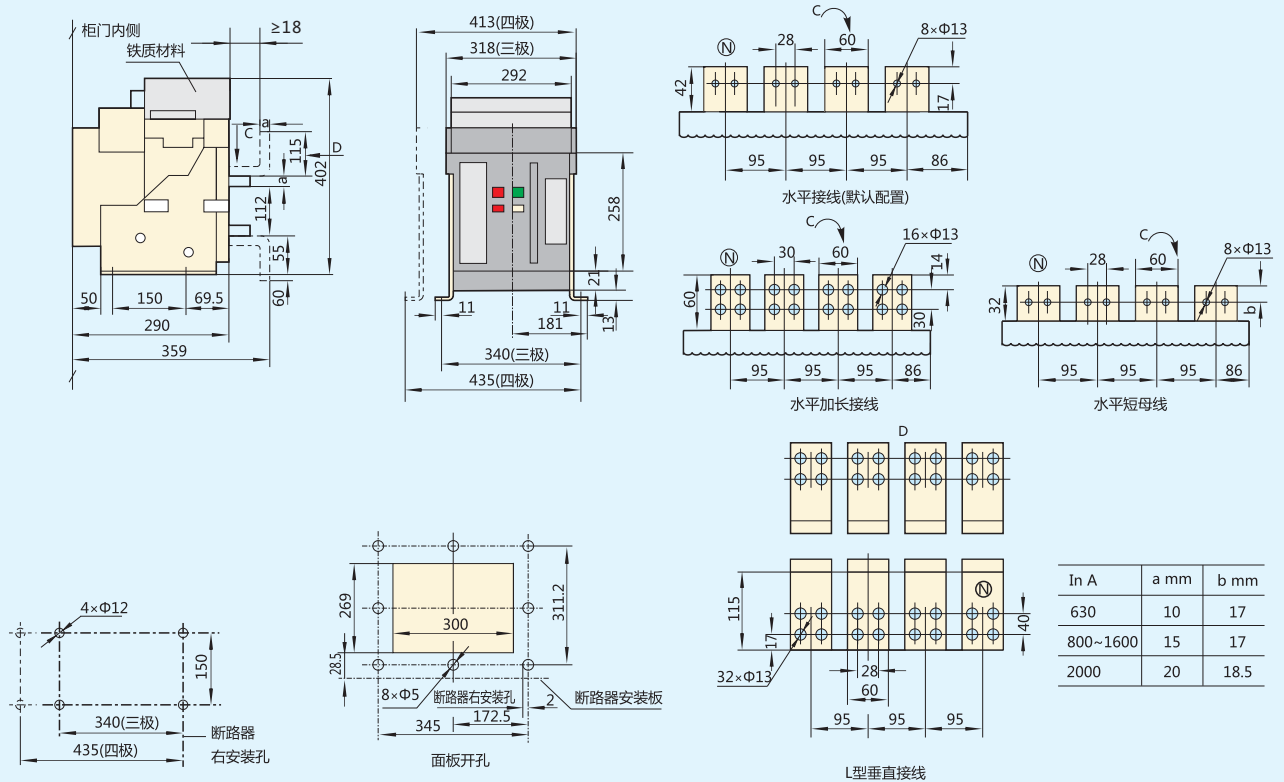 柜门内侧
≥18
铁质材料
a
C
115
D
402
a
112
55
60
50
150
69.5
290
359
413(四极)
318(三极)
292
258
21
11
11
13
181
340(三极)
435(四极)
C
N
28
60
8×Φ13
42
17
95
95
95
86
水平接线(默认配置)
C
N
30
60
16×Φ13
14
60
30
95
95
95
86
水平加长接线
C
N
28
60
8×Φ13
32
b
95
95
95
86
水平短母线
D
N
115
17
40
32×Φ13
28
60
95
95
95
L型垂直接线
In A a mm b mm
630 10 17
800~1600 15 17
2000 20 18.5
4×Φ12
150
340(三极)
435(四极)
断路器
右安装孔
269
300
311.2
28.5
8×Φ5
断路器右安装孔
2
断路器安装板
172.5
345
面板开孔